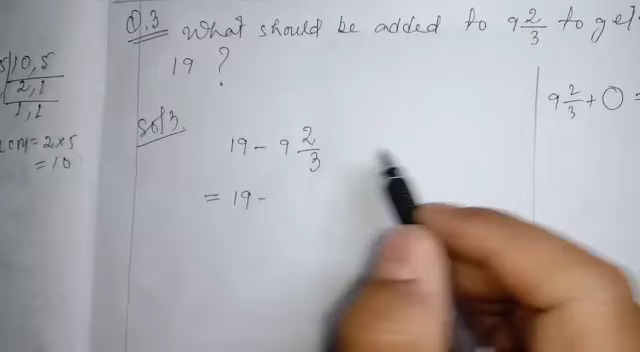 Q.3 What should be added to 9 2/3 to get
19 ?
5|10, 5
2, 1
1, 1
LCM = 2 x 5
= 10
Sol 3.
19 - 9 2/3
= 19 -
9 2/3 + O =